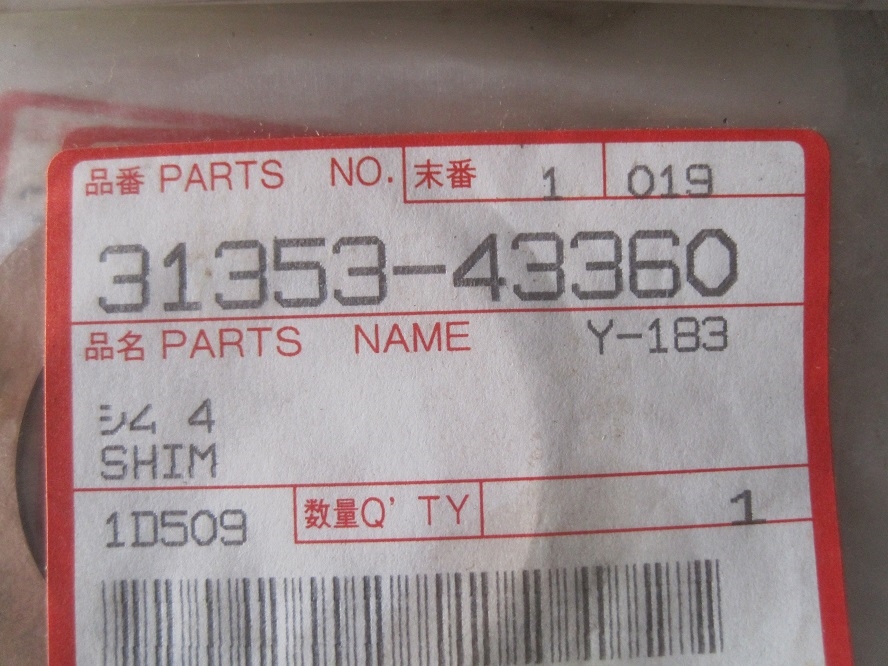 品番 PARTS NO. 末番 1 019
31353-43360
品名 PARTS NAME Y-183
シム 4
SHIM
1D509 数量 Q'TY 1